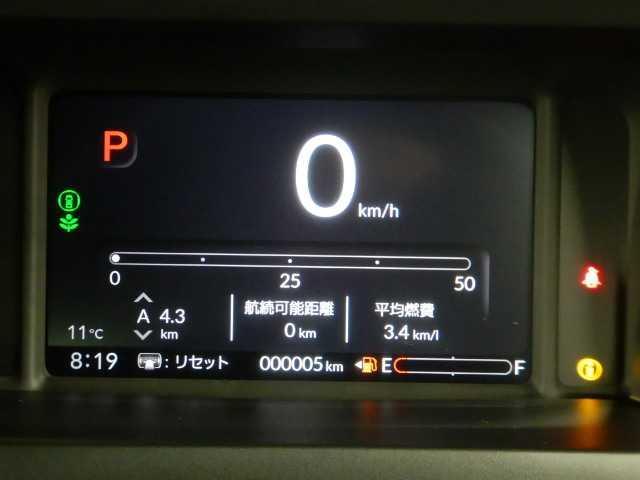 P
0 km/h
0 25 50
A 4.3 km
航続可能距離
0 km
平均燃費
3.4 km/l
11°C
8:19 : リセット 000005 km E F